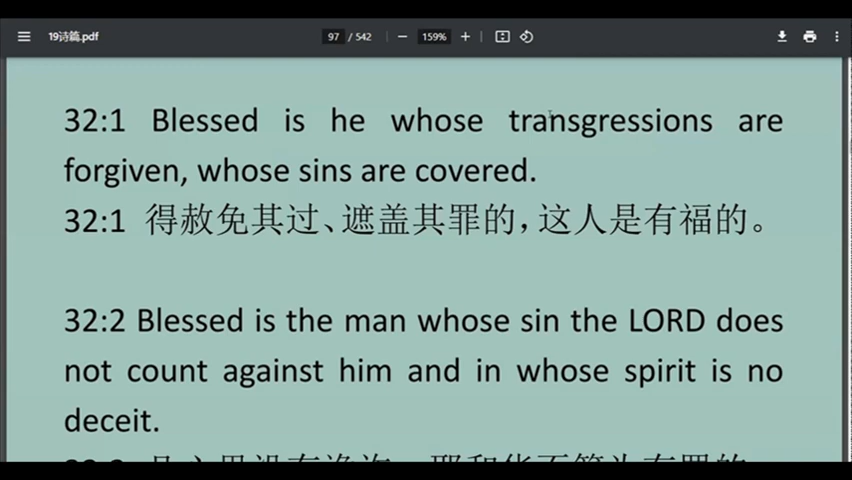 19诗篇.pdf
97 / 542
159%
32:1 Blessed is he whose transgressions are
forgiven, whose sins are covered.
32:1 得赦免其过、遮盖其罪的，这人是有福的。
32:2 Blessed is the man whose sin the LORD does
not count against him and in whose spirit is no
deceit.